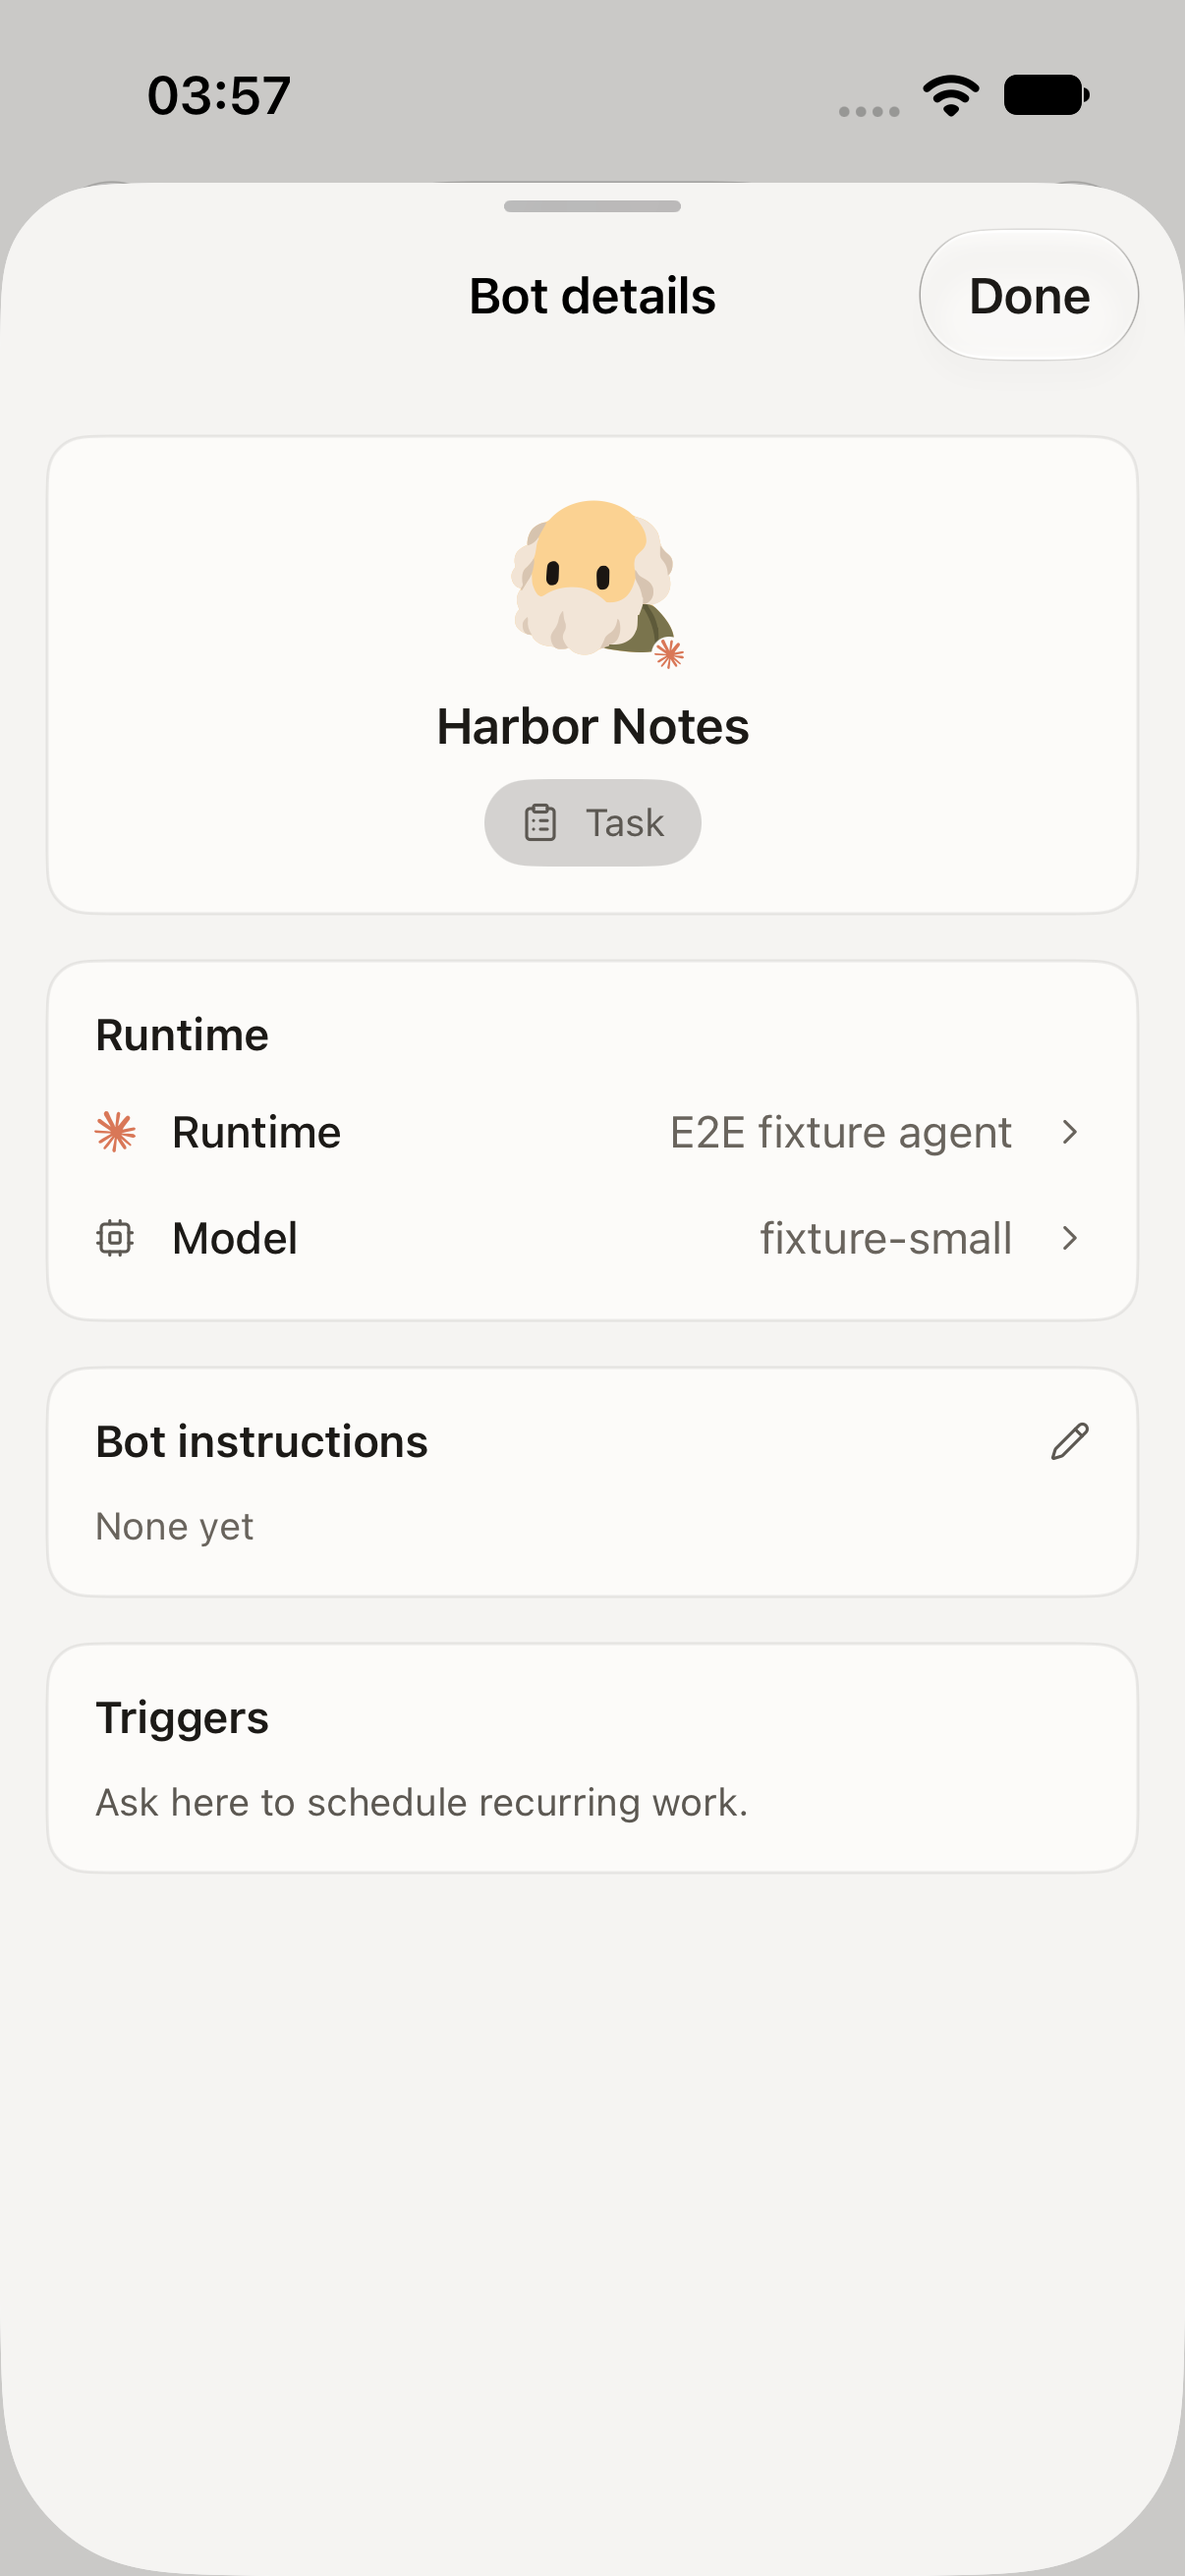 03:57
Bot details
Done
Harbor Notes
Task
Runtime
Runtime
E2E fixture agent
Model
fixture-small
Bot instructions
None yet
Triggers
Ask here to schedule recurring work.